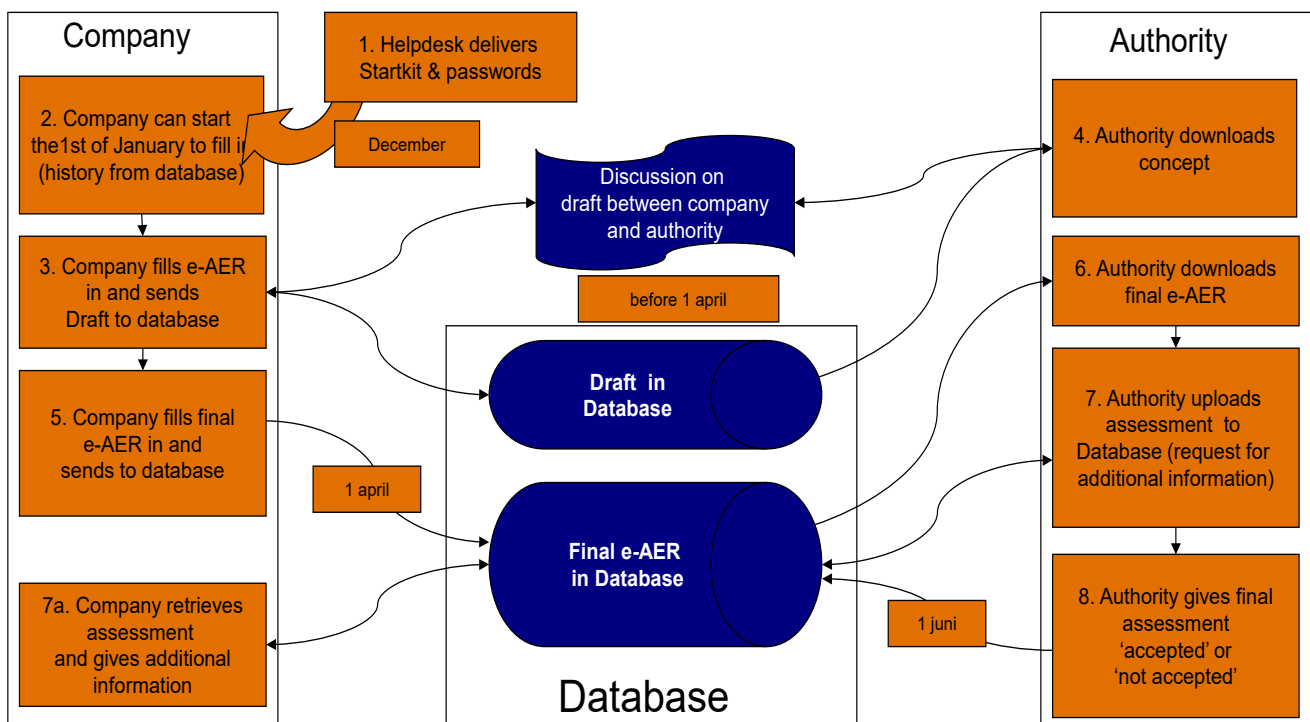 Company
1. Helpdesk delivers
Startkit & passwords
Authority
2. Company can start
the1st of January to fill i
(history from database)
December
4. Authority downloads
concept
Discussion on
draft between company
and authority
3. Company fills e-AER
in and sends
Draft to database
before 1 april
6. Authority downloads
final e-AER
Draft in
Database
5. Company fills final
e-AER in and
sends to database
1 april
7. Authority uploads
assessment to
Database (request for
additional information)
Final e-AER
in Database
7a. Company retrieves
assessment
and gives additional
information
1 juni
8. Authority gives final
assessment
‘accepted’ or
‘not accepted’
Database